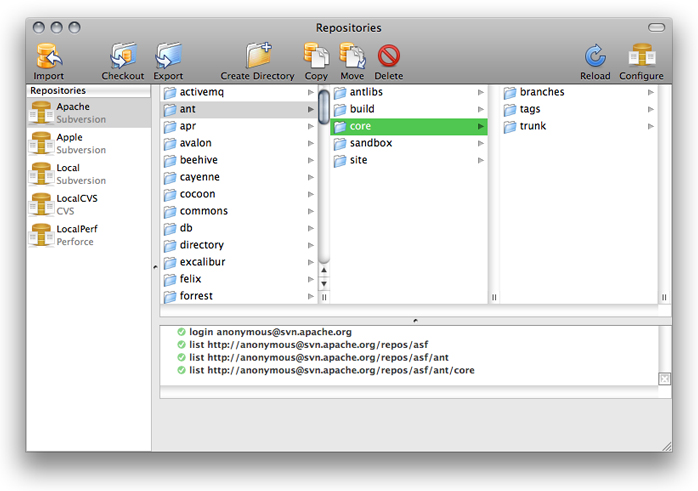 Repositories
Import
Checkout
Export
Create Directory
Copy
Move
Delete
Reload
Configure
Repositories
Apache
Subversion
Apple
Subversion
Local
Subversion
LocalCVS
CVS
LocalPerf
Perforce
activemq
ant
apr
avalon
beehive
cayenne
cocoon
commons
db
directory
excalibur
felix
forrest
antlibs
build
core
sandbox
site
branches
tags
trunk
login anonymous@svn.apache.org
list http://anonymous@svn.apache.org/repos/asf
list http://anonymous@svn.apache.org/repos/asf/ant
list http://anonymous@svn.apache.org/repos/asf/ant/core